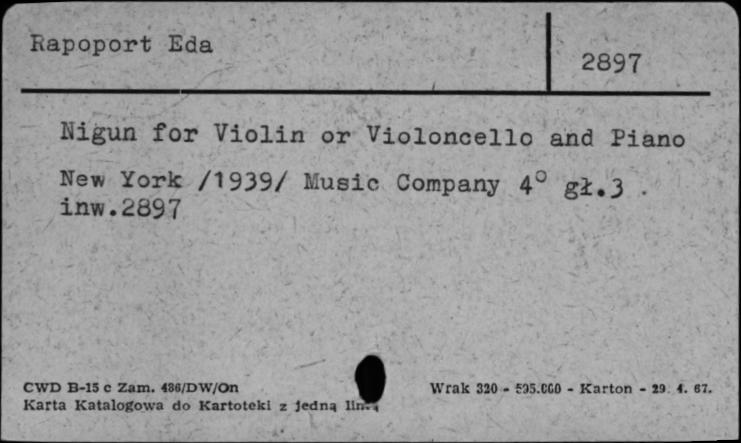 Rapoport Eda
2897
Nigun for Violin or Violoncello and Piano
New York /1939/ Music Company 4° gł.3 .
inw.2897
CWD B-15 c Zam. 486/DW/On
Wrak 320 - 595.000 - Karton - 29. 4. 67.
Karta Katalogowa do Kartoteki z jedną